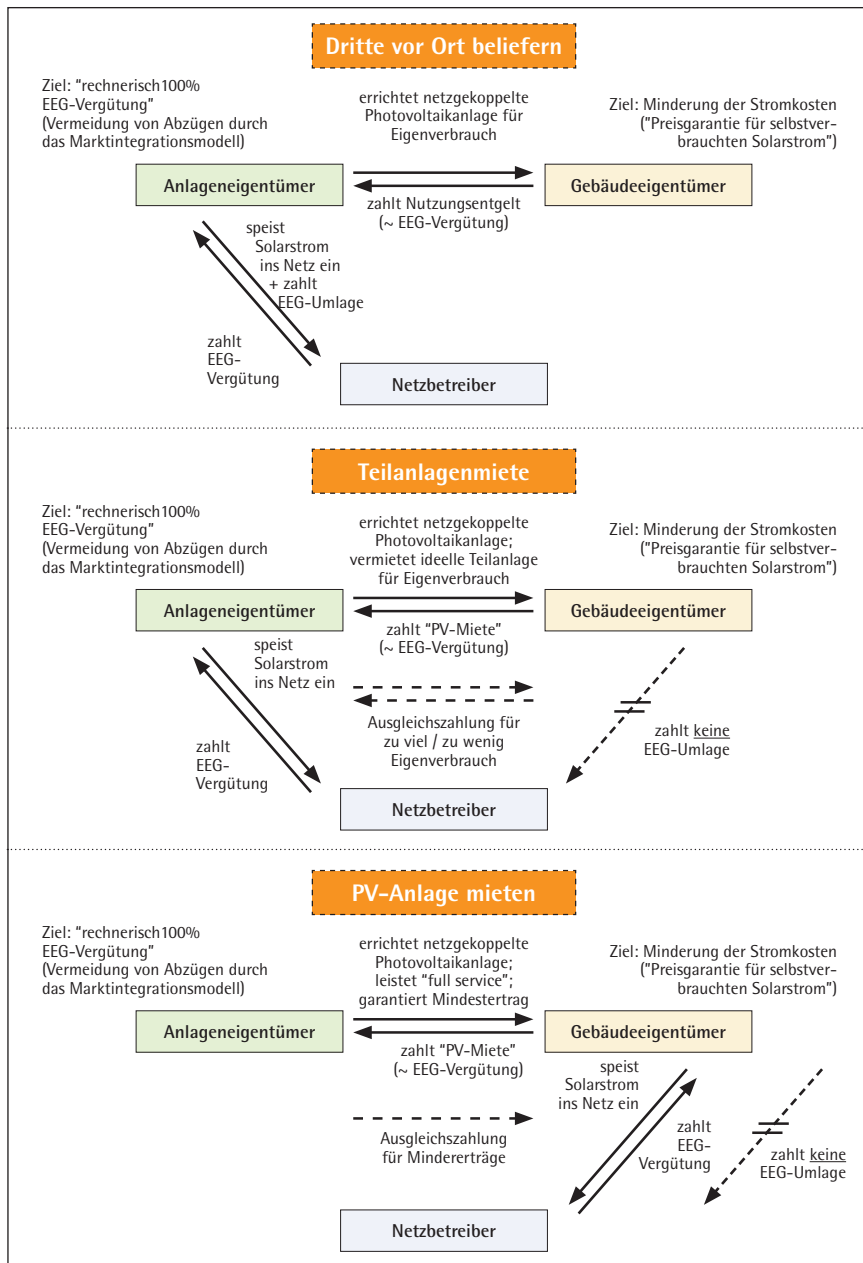 Dritte vor Ort beliefern
Ziel: "rechnerisch100%
EEG-Vergütung"
(Vermeidung von Abzügen durch
das Marktintegrationsmodell)
errichtet netzgekoppelte
Photovoltaikanlage für
Eigenverbrauch
Ziel: Minderung der Stromkosten
("Preisgarantie für selbstver-
brauchten Solarstrom")
Anlageneigentümer
Gebäudeeigentümer
zahlt Nutzungsentgelt
(~ EEG-Vergütung)
speist
Solarstrom
ins Netz ein
+ zahlt
EEG-Umlage
zahlt
EEG-
Vergütung
Netzbetreiber
Teilanlagenmiete
Ziel: "rechnerisch100%
EEG-Vergütung"
(Vermeidung von Abzügen durch
das Marktintegrationsmodell)
errichtet netzgekoppelte
Photovoltaikanlage;
vermietet ideelle Teilanlage
für Eigenverbrauch
Ziel: Minderung der Stromkosten
("Preisgarantie für selbstver-
brauchten Solarstrom")
Anlageneigentümer
Gebäudeeigentümer
zahlt "PV-Miete"
(~ EEG-Vergütung)
speist
Solarstrom
ins Netz ein
Ausgleichszahlung für
zu viel / zu wenig
Eigenverbrauch
zahlt keine
EEG-Umlage
zahlt
EEG-
Vergütung
Netzbetreiber
PV-Anlage mieten
Ziel: "rechnerisch100%
EEG-Vergütung"
(Vermeidung von Abzügen durch
das Marktintegrationsmodell)
errichtet netzgekoppelte
Photovoltaikanlage;
leistet "full service";
garantiert Mindestertrag
Ziel: Minderung der Stromkosten
("Preisgarantie für selbstver-
brauchten Solarstrom")
Anlageneigentümer
Gebäudeeigentümer
zahlt "PV-Miete"
(~ EEG-Vergütung)
speist
Solarstrom
ins Netz ein
Ausgleichszahlung
für Mindererträge
zahlt
EEG-
Vergütung
zahlt keine
EEG-Umlage
Netzbetreiber